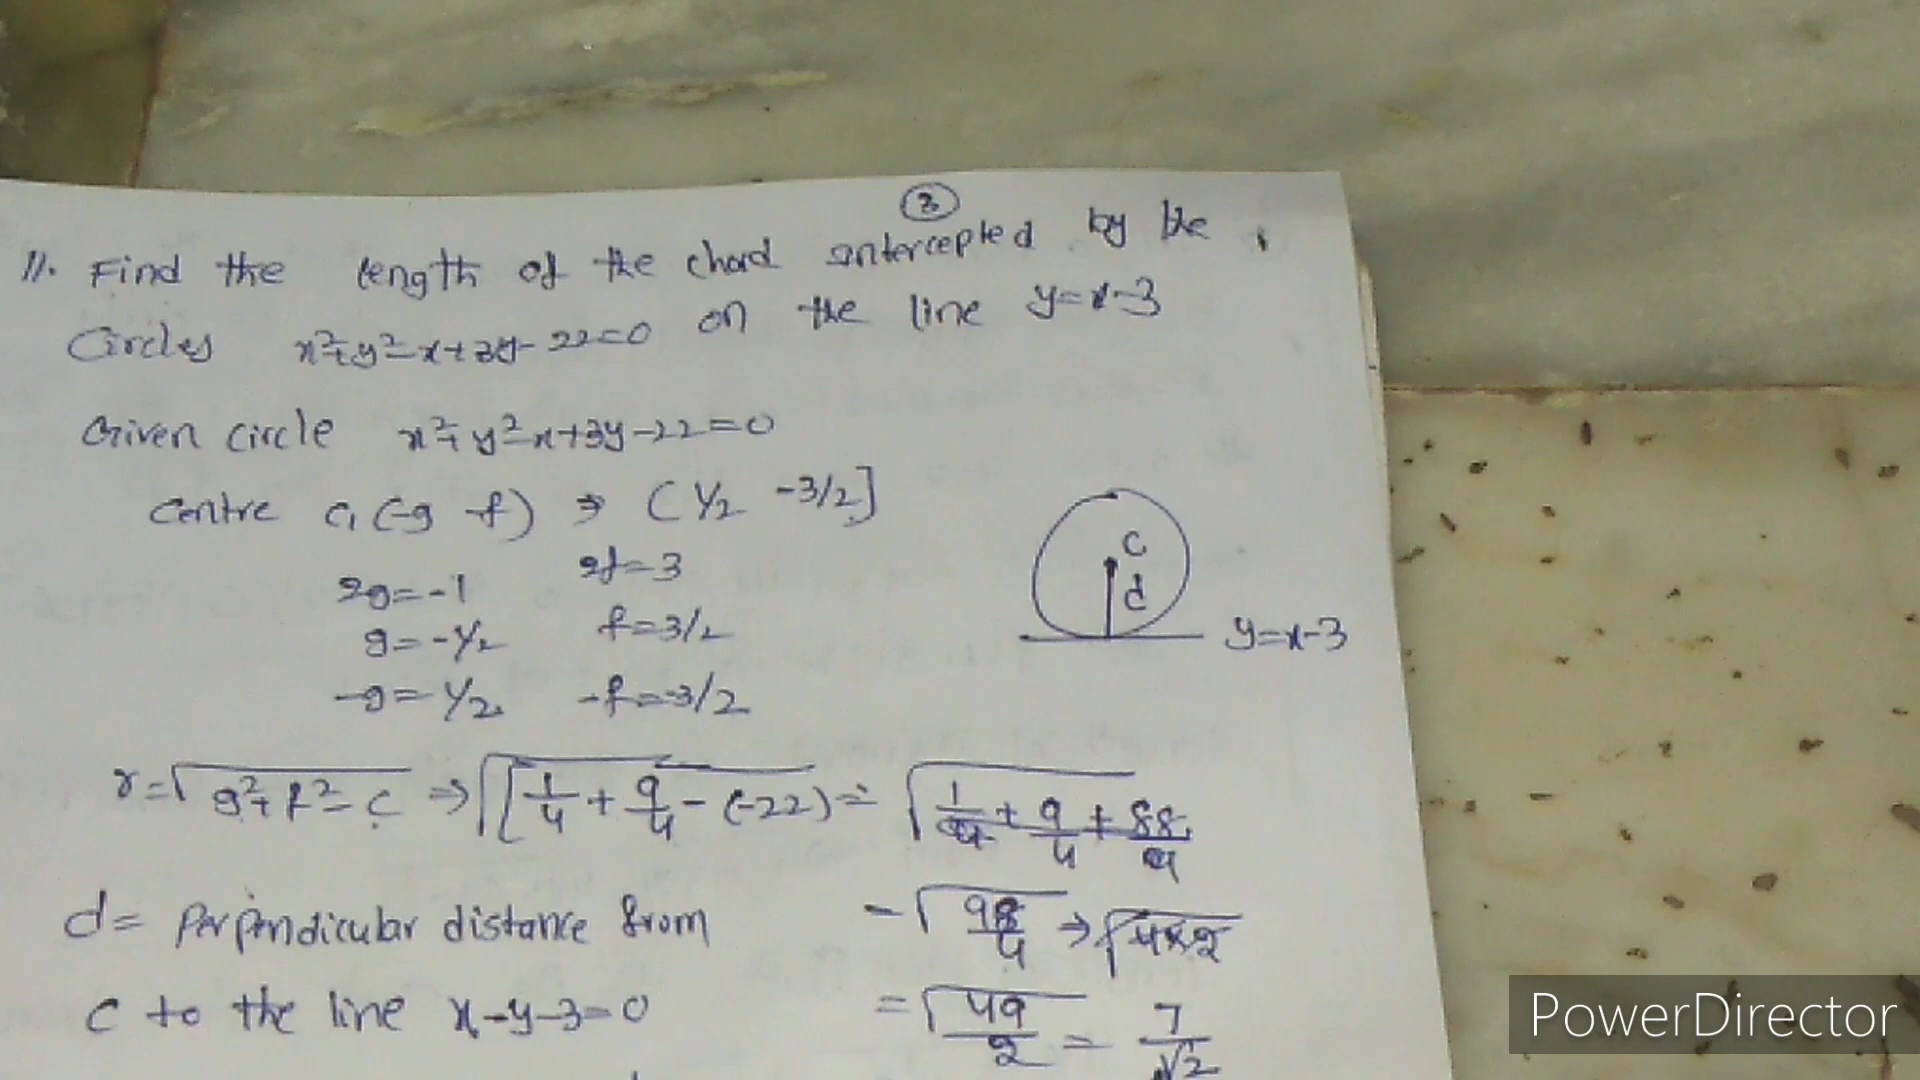 3
11. Find the length of the chord intercepted by the
Circles x²+y²-x+3y-22=0 on the line y=x-3
Given circle x²+y²-x+3y-22=0
centre C, (-g -f) ⇒ (1/2 -3/2]
2g=-1 2f=3
g=-1/2 f=3/2
-g=1/2 -f=-3/2
C
d
y=x-3
r=√g²+f²-c ⇒ √[1/4+9/4-(-22) = √1/4+9/4+88/4
d= Perpendicular distance from
C to the line x-y-3=0
=√98/4 ⇒
=√49/2 = 7/√2
PowerDirector